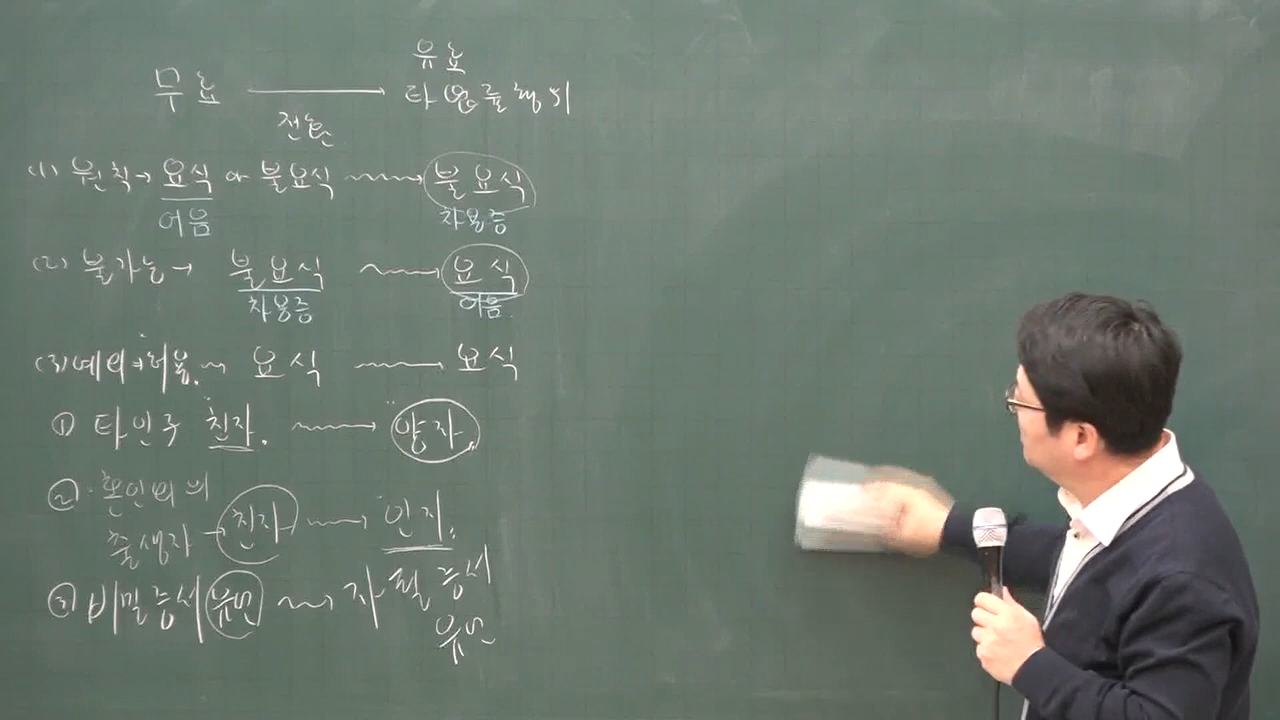 유효
무효 → 타법률행위
전환
(1) 원칙→ 요식 or 불요식 → 불요식
어음 차용증
(2) 불가능→ 불요식 → 요식
차용증 어음
(3) 예외⇒허용. 요식 → 요식
① 타인子 친자. → 양자
② 혼인외의
출생자→친자 → 인지.
③ 비밀증서유언 → 자필증서
유언